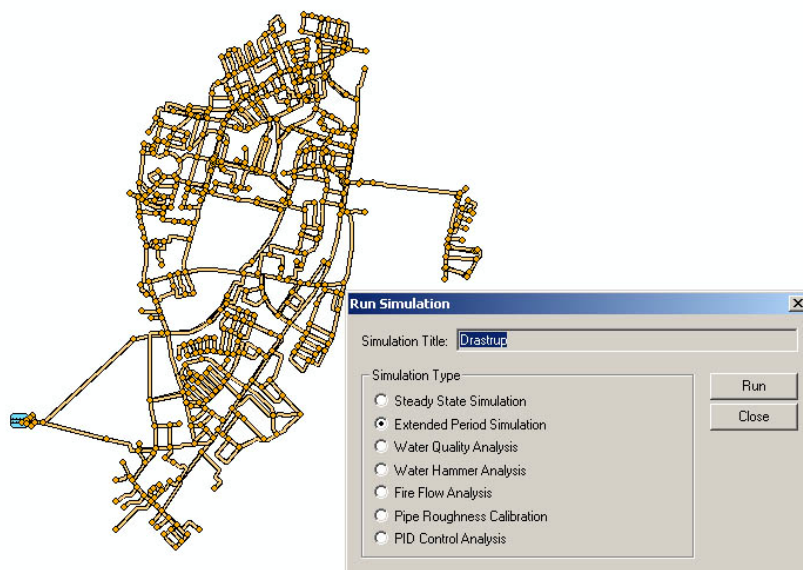 Run Simulation
Simulation Title: Drastrup
Simulation Type
Steady State Simulation
Extended Period Simulation
Water Quality Analysis
Water Hammer Analysis
Fire Flow Analysis
Pipe Roughness Calibration
PID Control Analysis
Run
Close